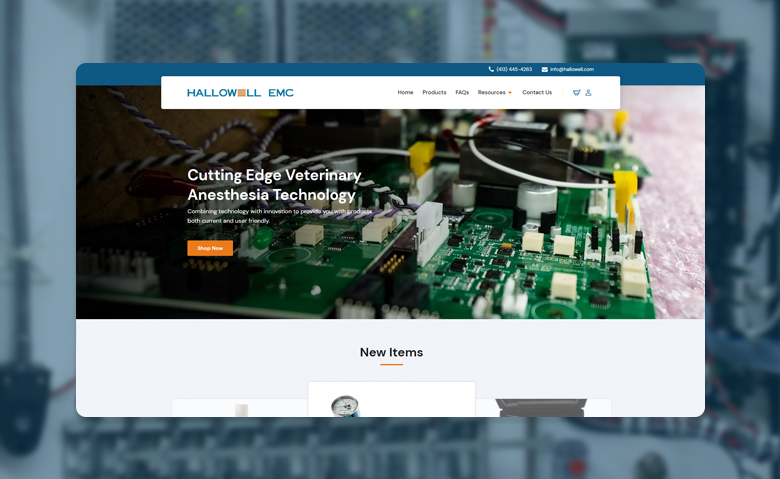 (413) 445-4263 info@hallowell.com
HALLOWELL EMC Home Products FAQs Resources Contact Us
Cutting Edge Veterinary
Anesthesia Technology
Combining technology with innovation to provide you with products
both current and user friendly.
Shop Now
New Items